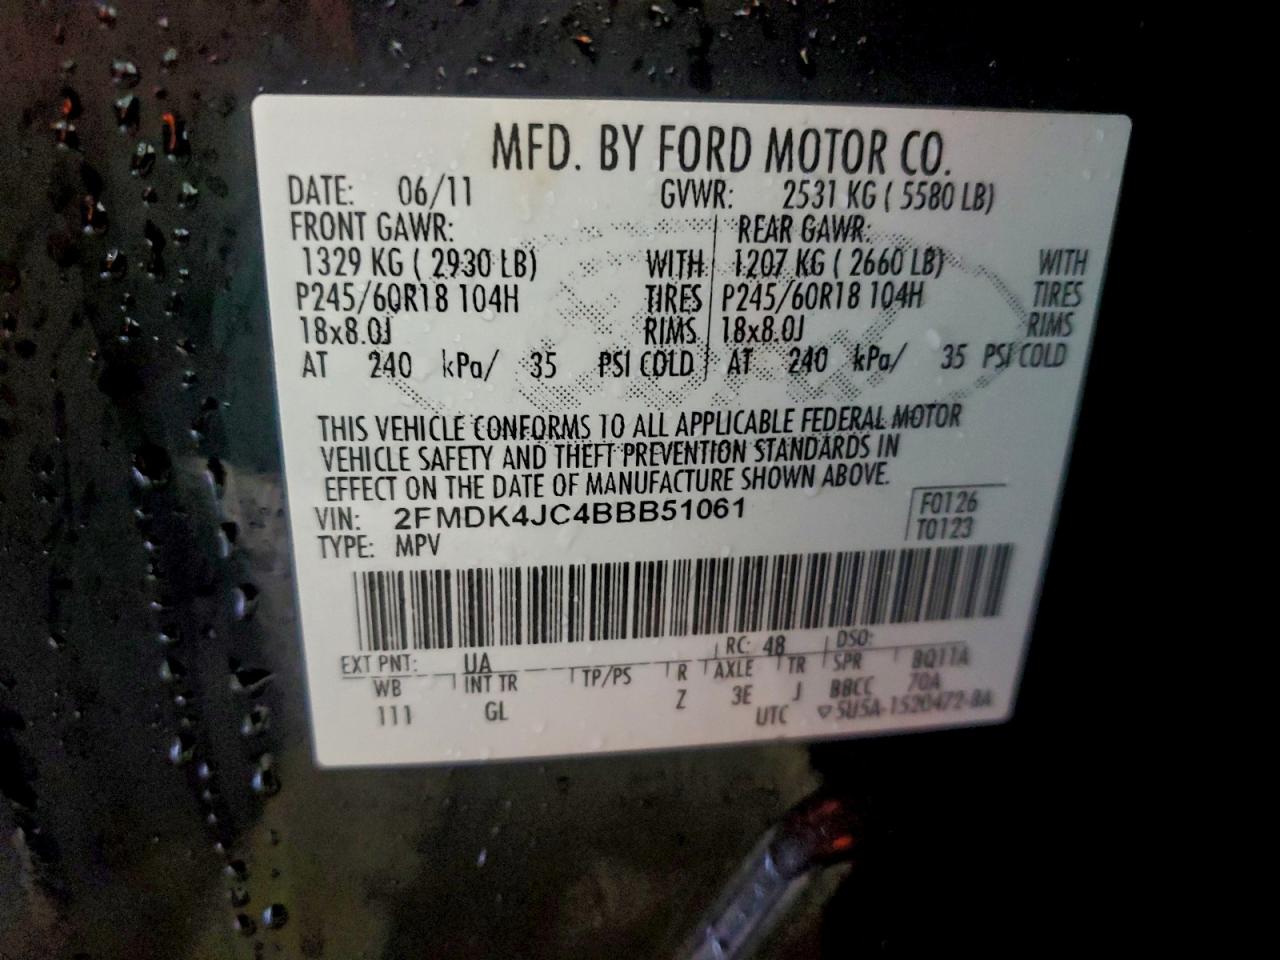 MFD. BY FORD MOTOR CO.
DATE: 06/11 GVWR: 2531 KG ( 5580 LB)
FRONT GAWR: REAR GAWR:
1329 KG ( 2930 LB) WITH 1207 KG ( 2660 LB) WITH
P245/60R18 104H TIRES P245/60R18 104H TIRES
18x8.0J RIMS 18x8.0J RIMS
AT 240 kPa/ 35 PSI COLD AT 240 kPa/ 35 PSI COLD
THIS VEHICLE CONFORMS TO ALL APPLICABLE FEDERAL MOTOR
VEHICLE SAFETY AND THEFT PREVENTION STANDARDS IN
EFFECT ON THE DATE OF MANUFACTURE SHOWN ABOVE.
VIN: 2FMDK4JC4BBB51061 F0126
TYPE: MPV T0123
EXT PNT: UA RC: 48 DSO:
WB INT TR TP/PS R AXLE TR SPR BQ11A
111 GL Z 3E J BBCC 70A
UTC ▽5U5A-1520472-BA